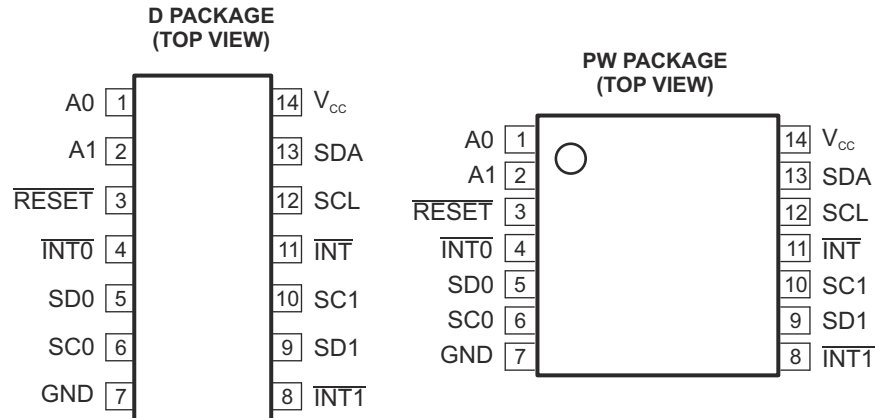 D PACKAGE
(TOP VIEW)
A0 1 14 VCC
A1 2 13 SDA
RESET 3 12 SCL
INT0 4 11 INT
SD0 5 10 SC1
SC0 6 9 SD1
GND 7 8 INT1
PW PACKAGE
(TOP VIEW)
A0 1 14 VCC
A1 2 13 SDA
RESET 3 12 SCL
INT0 4 11 INT
SD0 5 10 SC1
SC0 6 9 SD1
GND 7 8 INT1